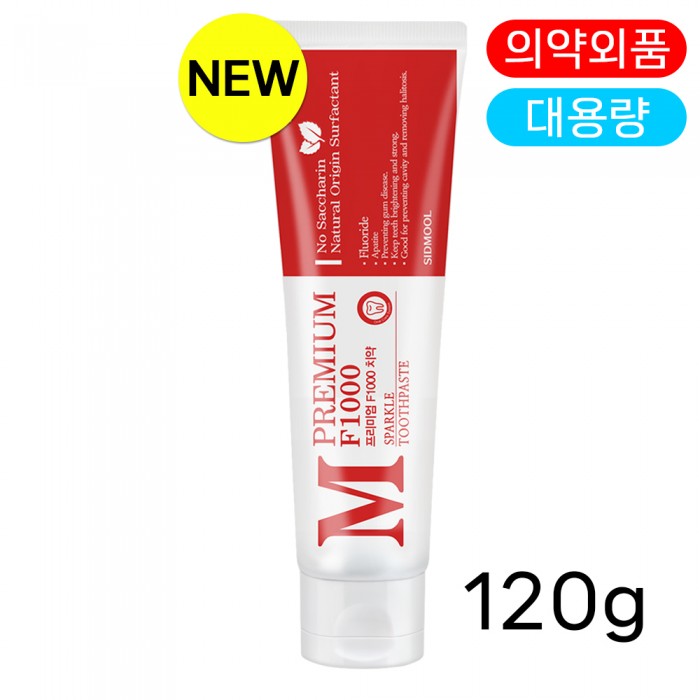 NEW
의약외품
대용량
No Saccharin
Natural Origin Surfactant
• Fluoride
• Apatite
• Preventing gum disease.
• Keep teeth brightening and strong.
• Good for preventing cavity and removing halitosis.
SIDMOOL
M
PREMIUM
F1000
프리미엄 F1000 치약
SPARKLE
TOOTHPASTE
120g